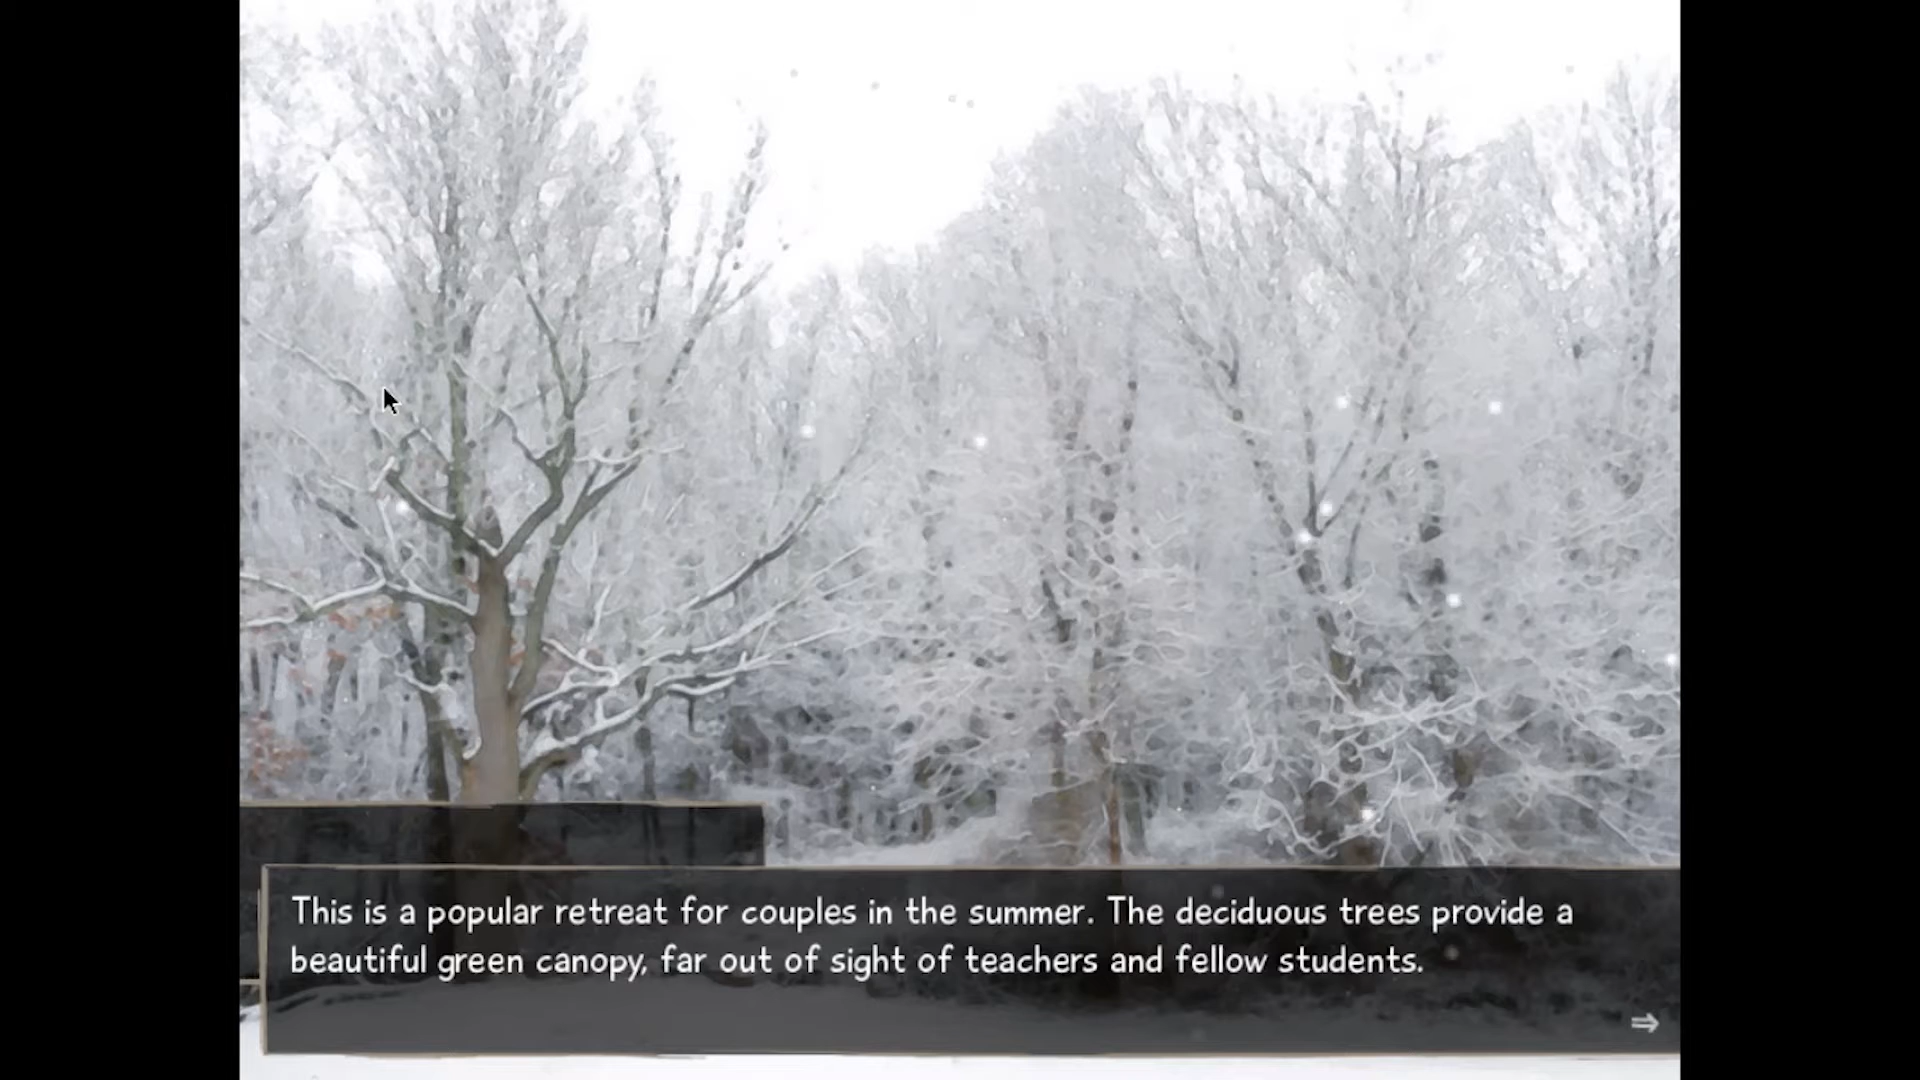 This is a popular retreat for couples in the summer. The deciduous trees provide a
beautiful green canopy, far out of sight of teachers and fellow students.